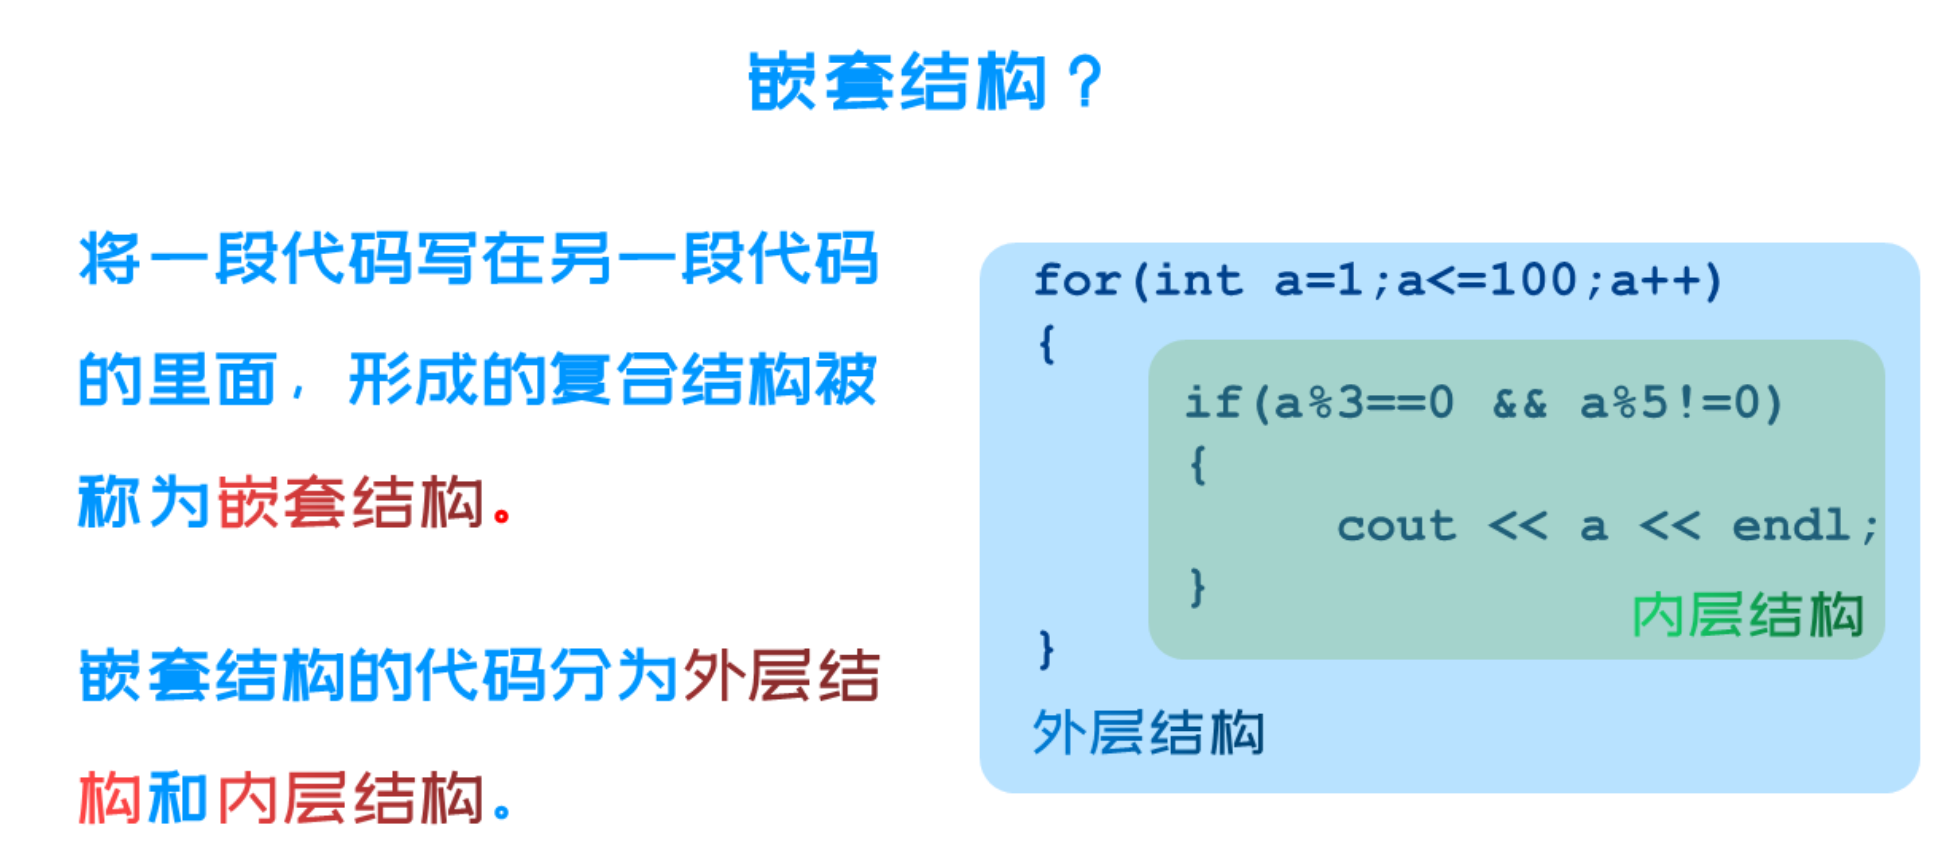 嵌套结构？
将一段代码写在另一段代码
的里面，形成的复合结构被
称为嵌套结构。
嵌套结构的代码分为外层结
构和内层结构。
for(int a=1;a<=100;a++)
{
if(a%3==0 && a%5!=0)
{
cout << a << endl;
}
内层结构
}
外层结构